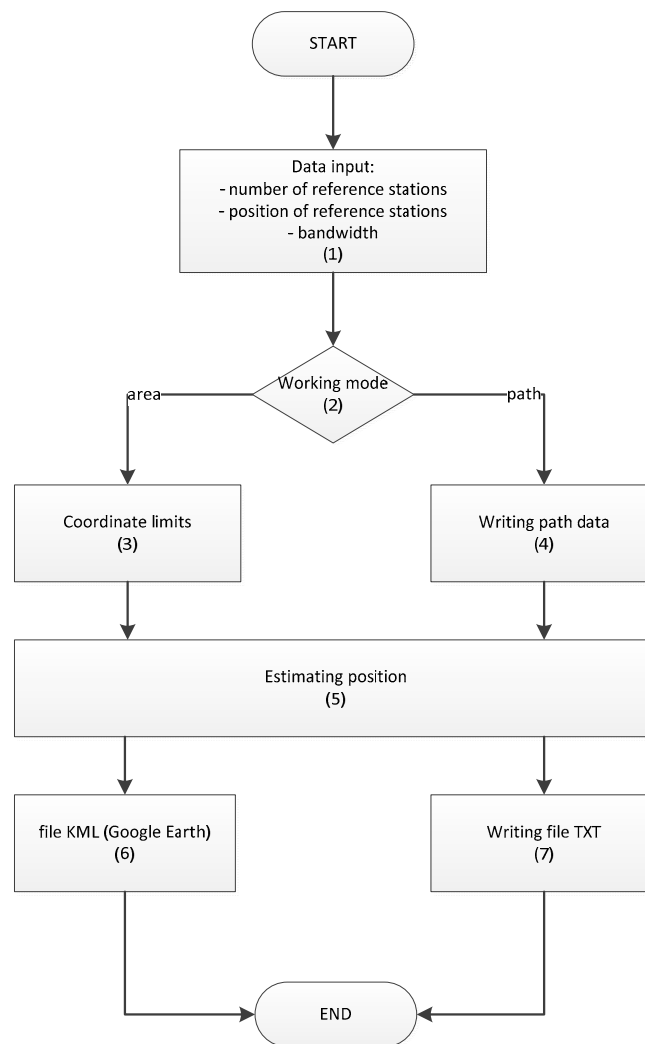 START
Data input:
- number of reference stations
- position of reference stations
- bandwidth
(1)
Working mode
(2)
area
path
Coordinate limits
(3)
Writing path data
(4)
Estimating position
(5)
file KML (Google Earth)
(6)
Writing file TXT
(7)
END